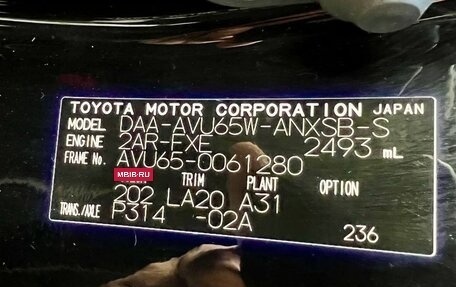 TOYOTA MOTOR CORPORATION JAPAN
MODEL DAA-AVU65W-ANXSB-S
ENGINE 2AR-FXE 2493 mL
FRAME No. AVU65-0061280
MBIB.RU TRIM PLANT OPTION
202 LA20 A31
TRANS./AXLE P314 -02A
236